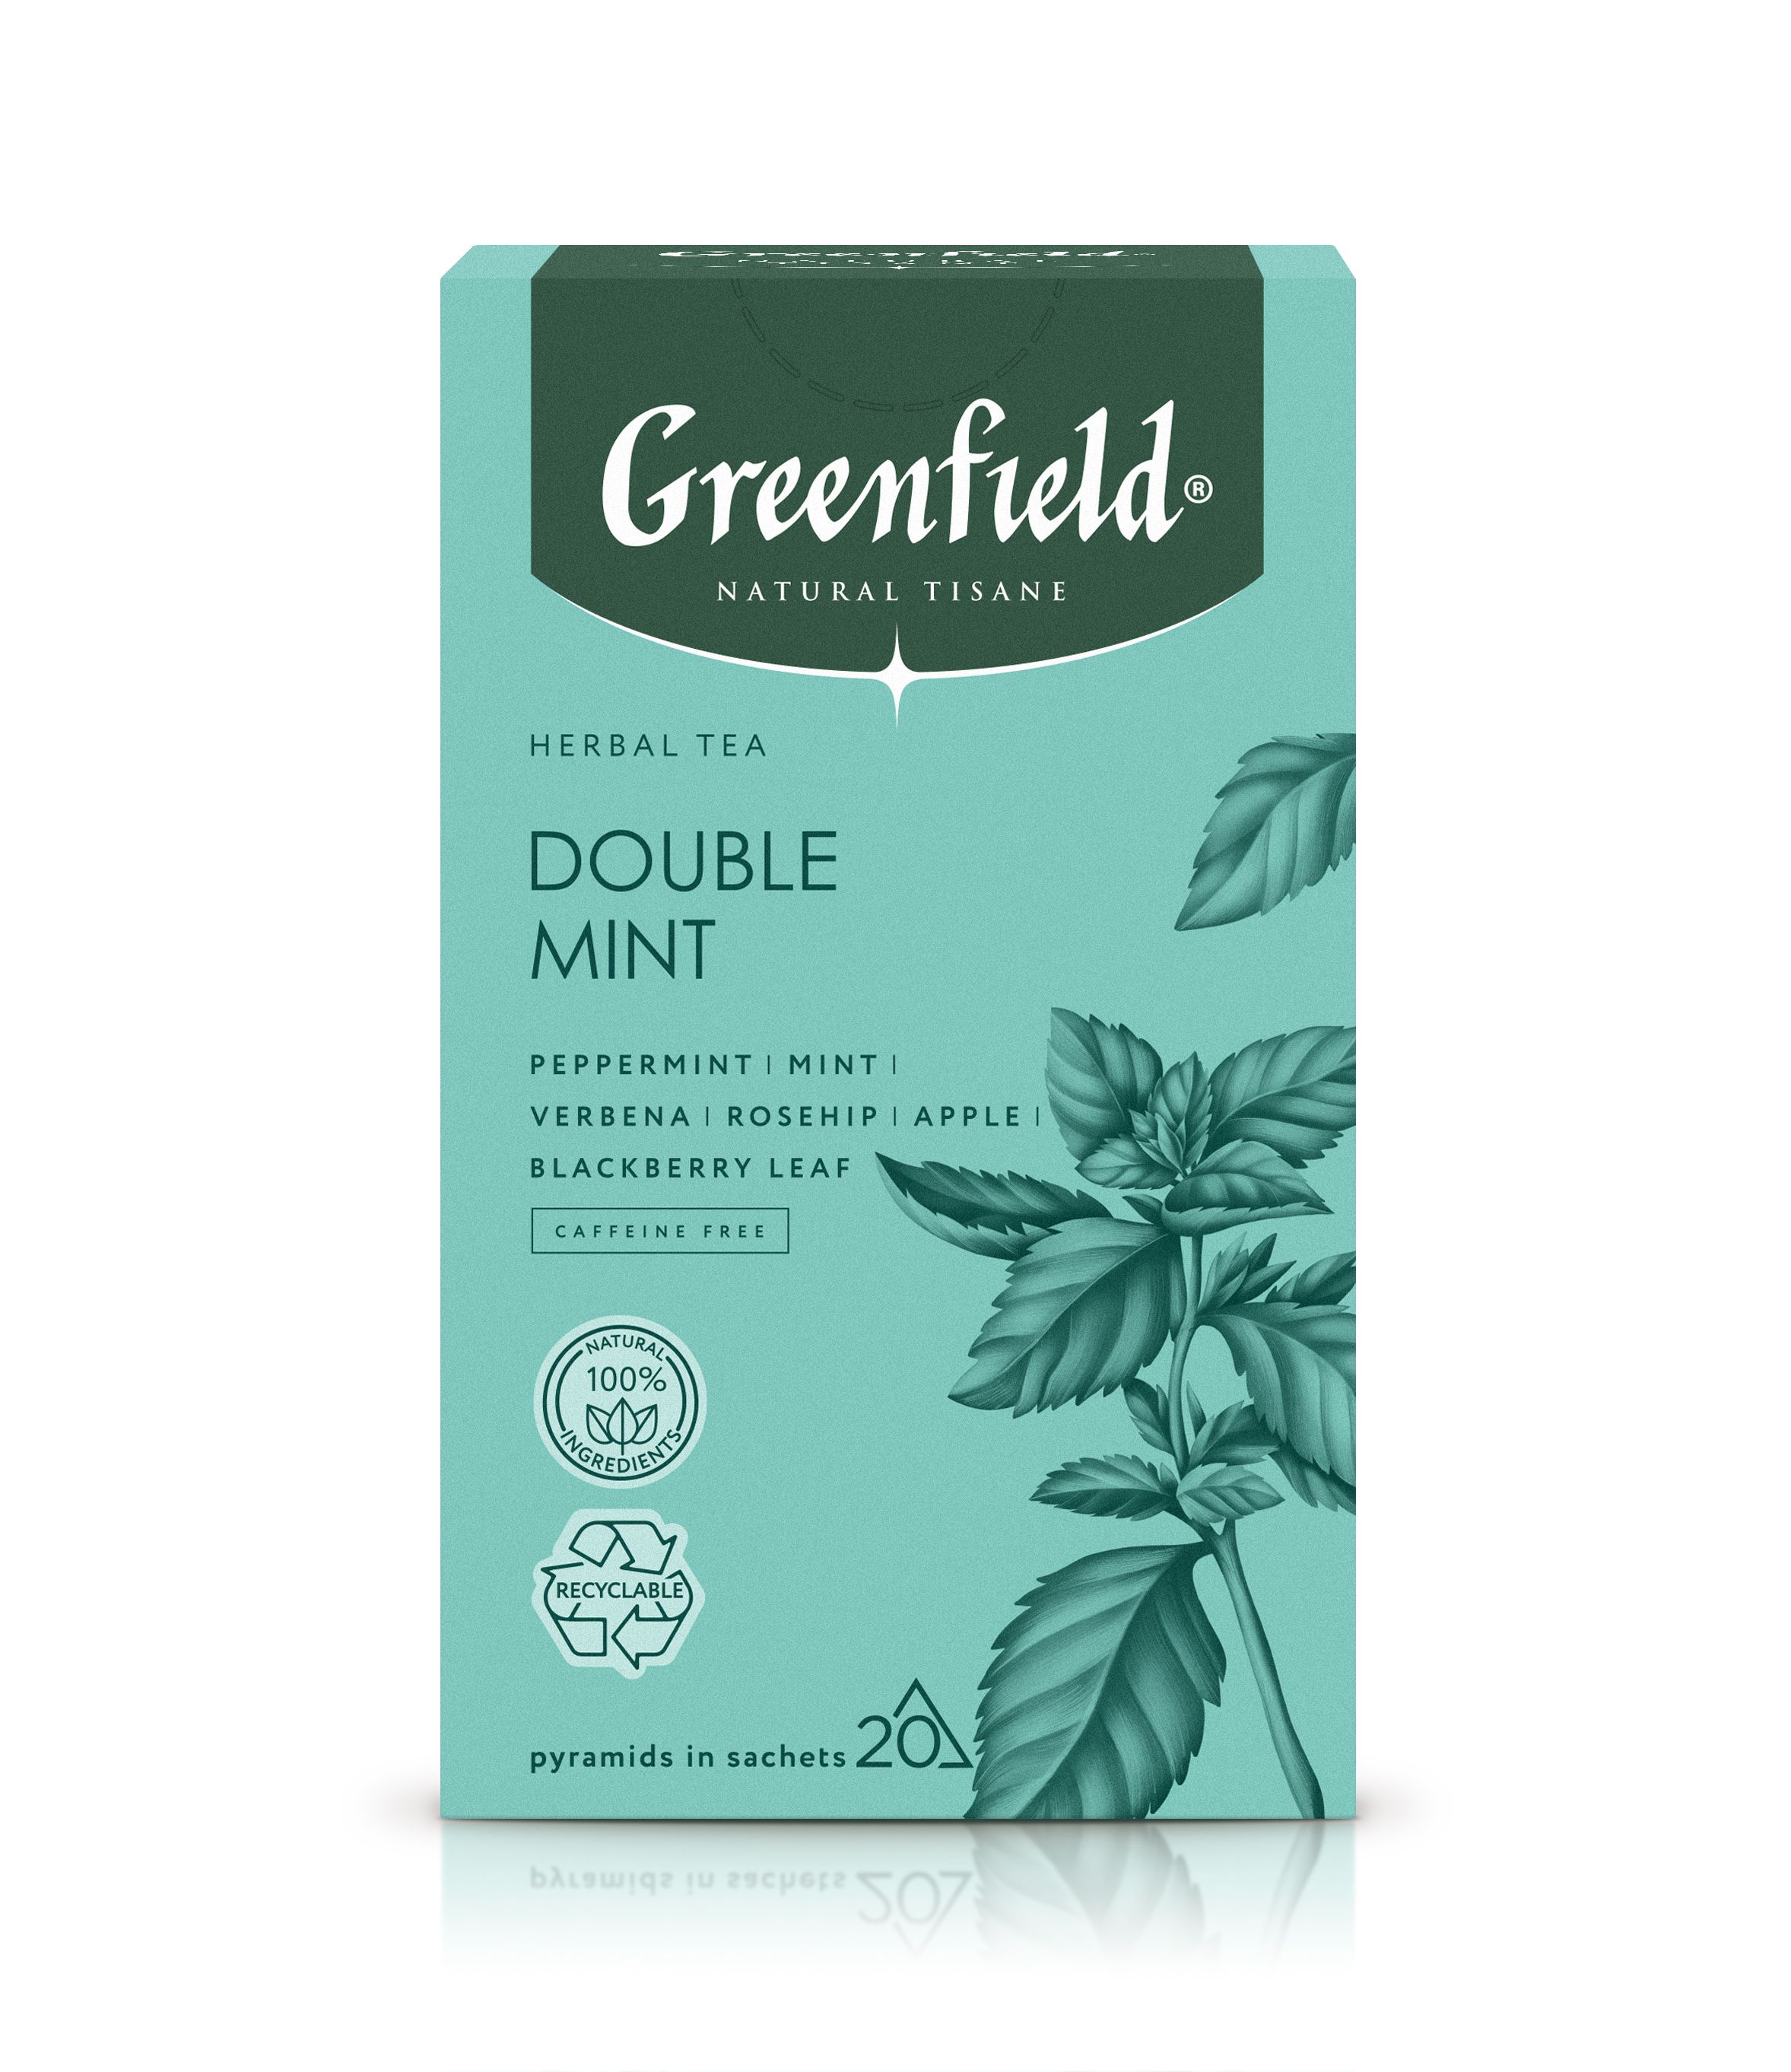 Greenfield
Greenfield®
NATURAL TISANE
HERBAL TEA
DOUBLE
MINT
PEPPERMINT | MINT |
VERBENA | ROSEHIP | APPLE |
BLACKBERRY LEAF
CAFFEINE FREE
NATURAL
100%
INGREDIENTS
RECYCLABLE
pyramids in sachets 20